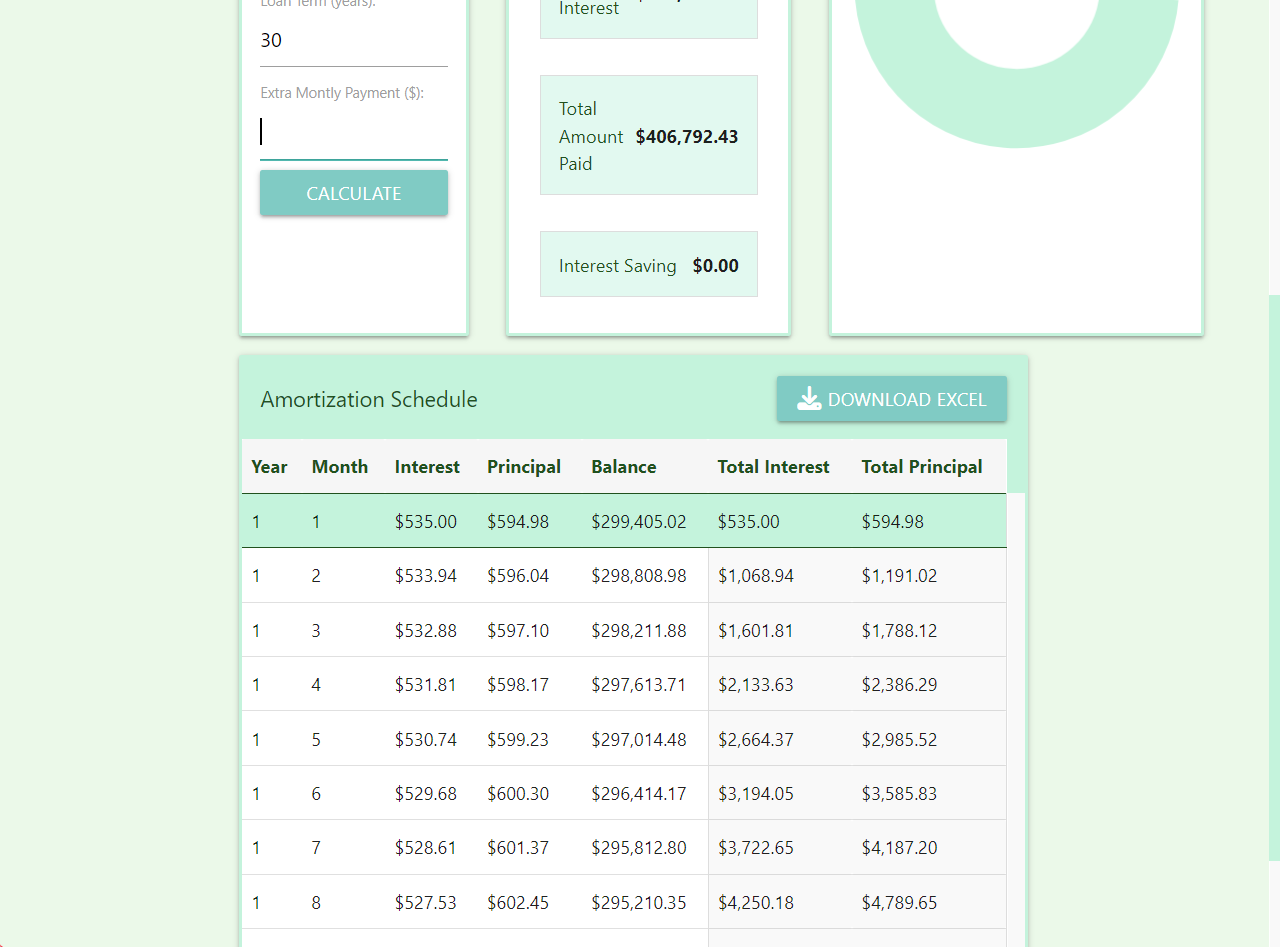 Loan Term (years):
30
Extra Montly Payment ($):
CALCULATE
Interest
Total
Amount $406,792.43
Paid
Interest Saving $0.00
Amortization Schedule
DOWNLOAD EXCEL
Year Month Interest Principal Balance Total Interest Total Principal
1 1 $535.00 $594.98 $299,405.02 $535.00 $594.98
1 2 $533.94 $596.04 $298,808.98 $1,068.94 $1,191.02
1 3 $532.88 $597.10 $298,211.88 $1,601.81 $1,788.12
1 4 $531.81 $598.17 $297,613.71 $2,133.63 $2,386.29
1 5 $530.74 $599.23 $297,014.48 $2,664.37 $2,985.52
1 6 $529.68 $600.30 $296,414.17 $3,194.05 $3,585.83
1 7 $528.61 $601.37 $295,812.80 $3,722.65 $4,187.20
1 8 $527.53 $602.45 $295,210.35 $4,250.18 $4,789.65